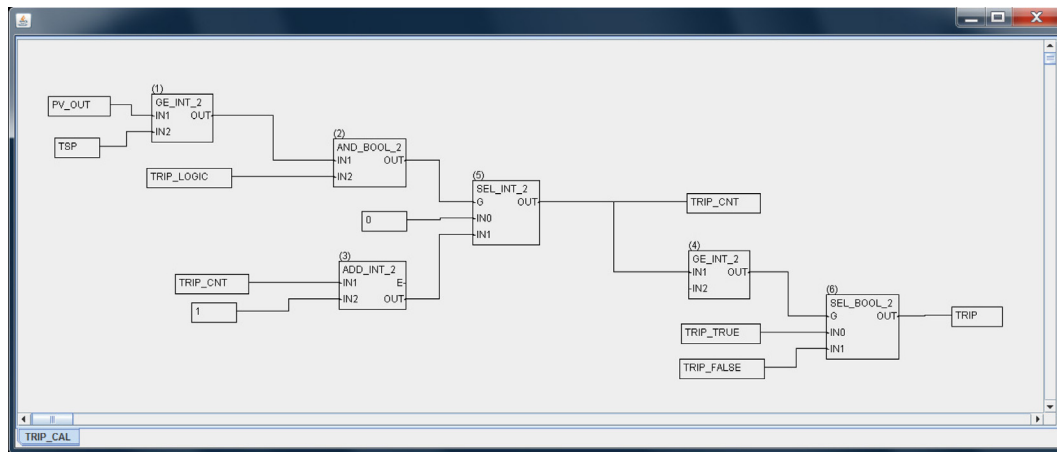 (1)
GE_INT_2
PV_OUT
IN1 OUT
TSP
IN2
(2)
AND_BOOL_2
IN1 OUT
TRIP_LOGIC
IN2
(5)
SEL_INT_2
G OUT
TRIP_CNT
0
IN0
IN1
(3)
ADD_INT_2
TRIP_CNT
IN1 E
1
IN2 OUT
(4)
GE_INT_2
IN1 OUT
IN2
(6)
SEL_BOOL_2
G OUT
TRIP
TRIP_TRUE
IN0
IN1
TRIP_FALSE
TRIP_CAL